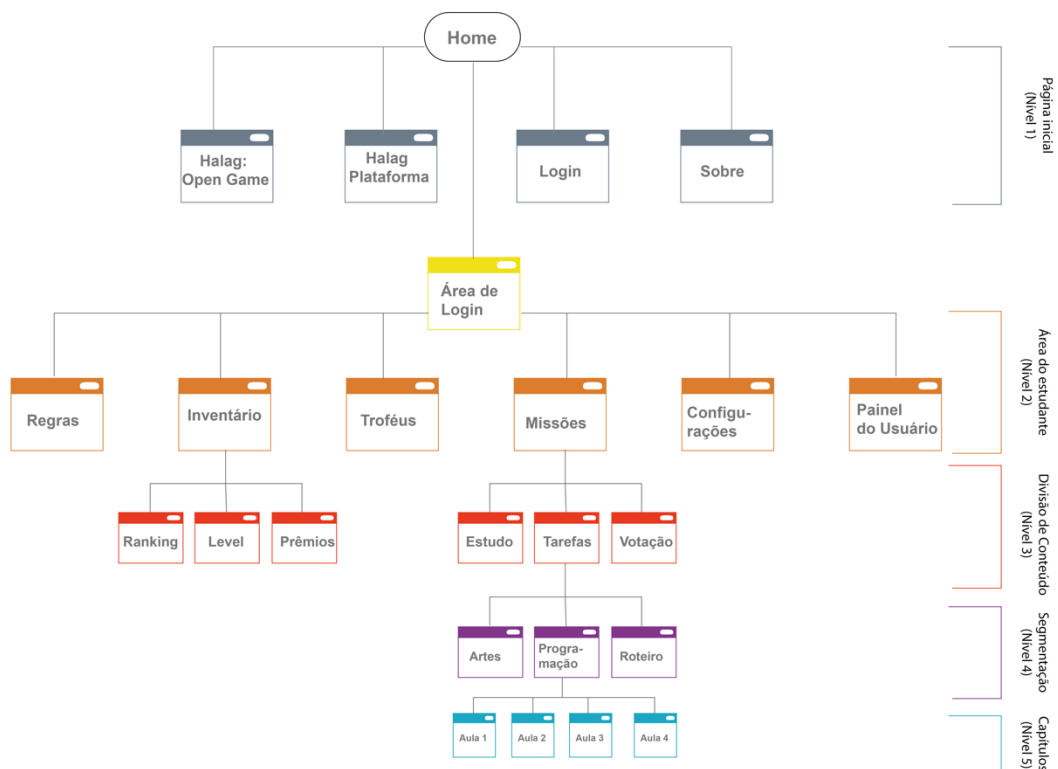 Home
Página inicial
(Nível 1)
Halag:
Open Game
Halag
Plataforma
Login
Sobre
Área de
Login
Área do estudante
(Nível 2)
Regras
Inventário
Troféus
Missões
Configu-
rações
Painel
do Usuário
Divisão de Conteúdo
(Nível 3)
Ranking
Level
Prêmios
Estudo
Tarefas
Votação
Segmentação
(Nível 4)
Artes
Progra-
mação
Roteiro
Capítulos
(Nível 5)
Aula 1
Aula 2
Aula 3
Aula 4